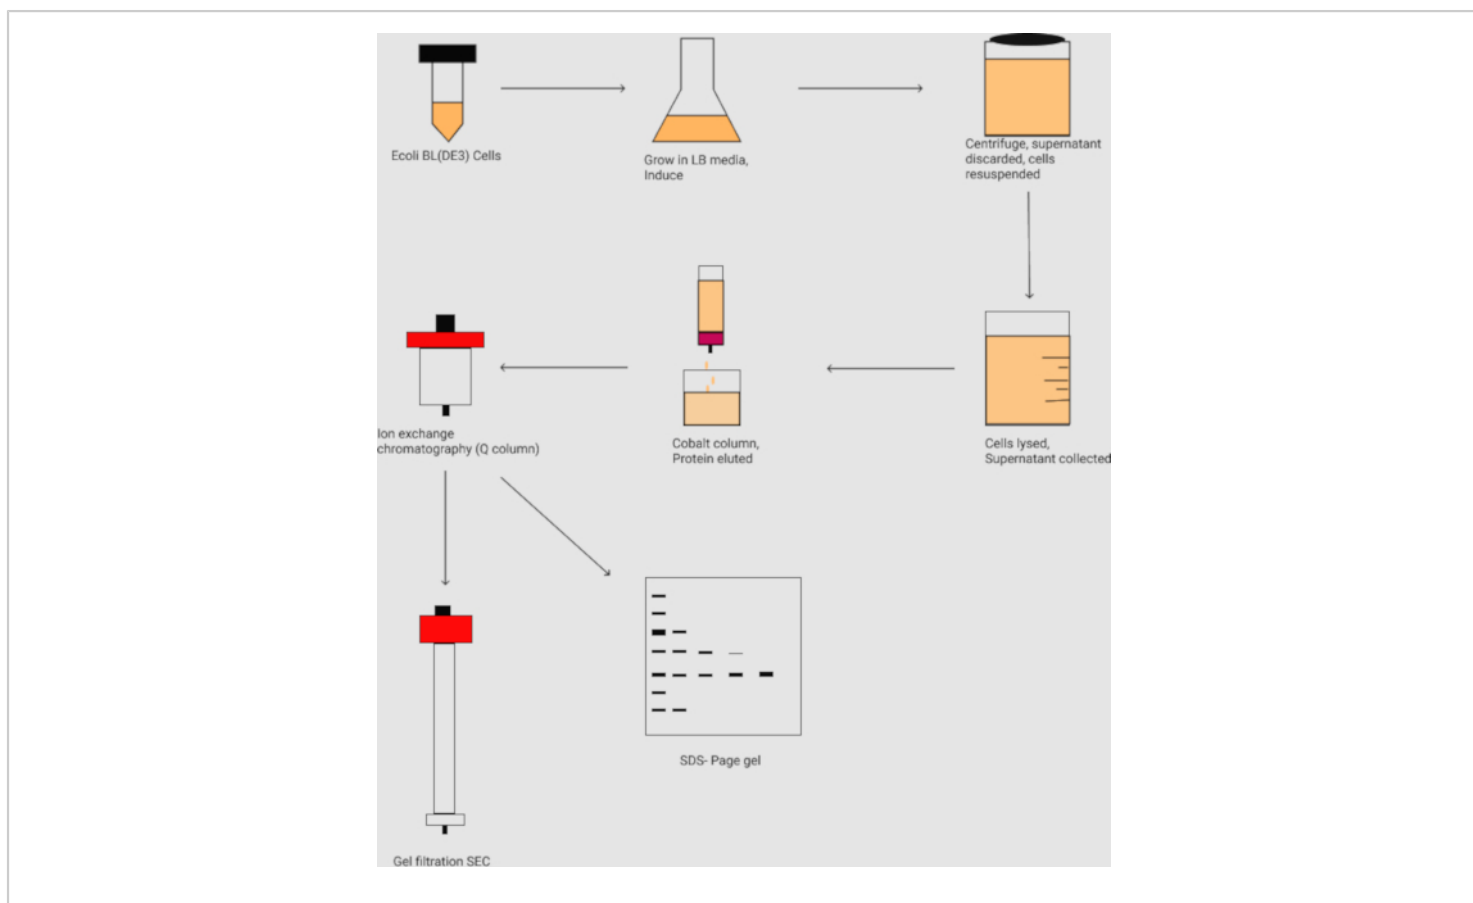 Ecoli BL(DE3) Cells
Grow in LB media,
Induce
Centrifuge, supernatant
discarded, cells
resuspended
Cells lysed,
Supernatant collected
Cobalt column,
Protein eluted
Ion exchange
chromatography (Q column)
SDS- Page gel
Gel filtration SEC